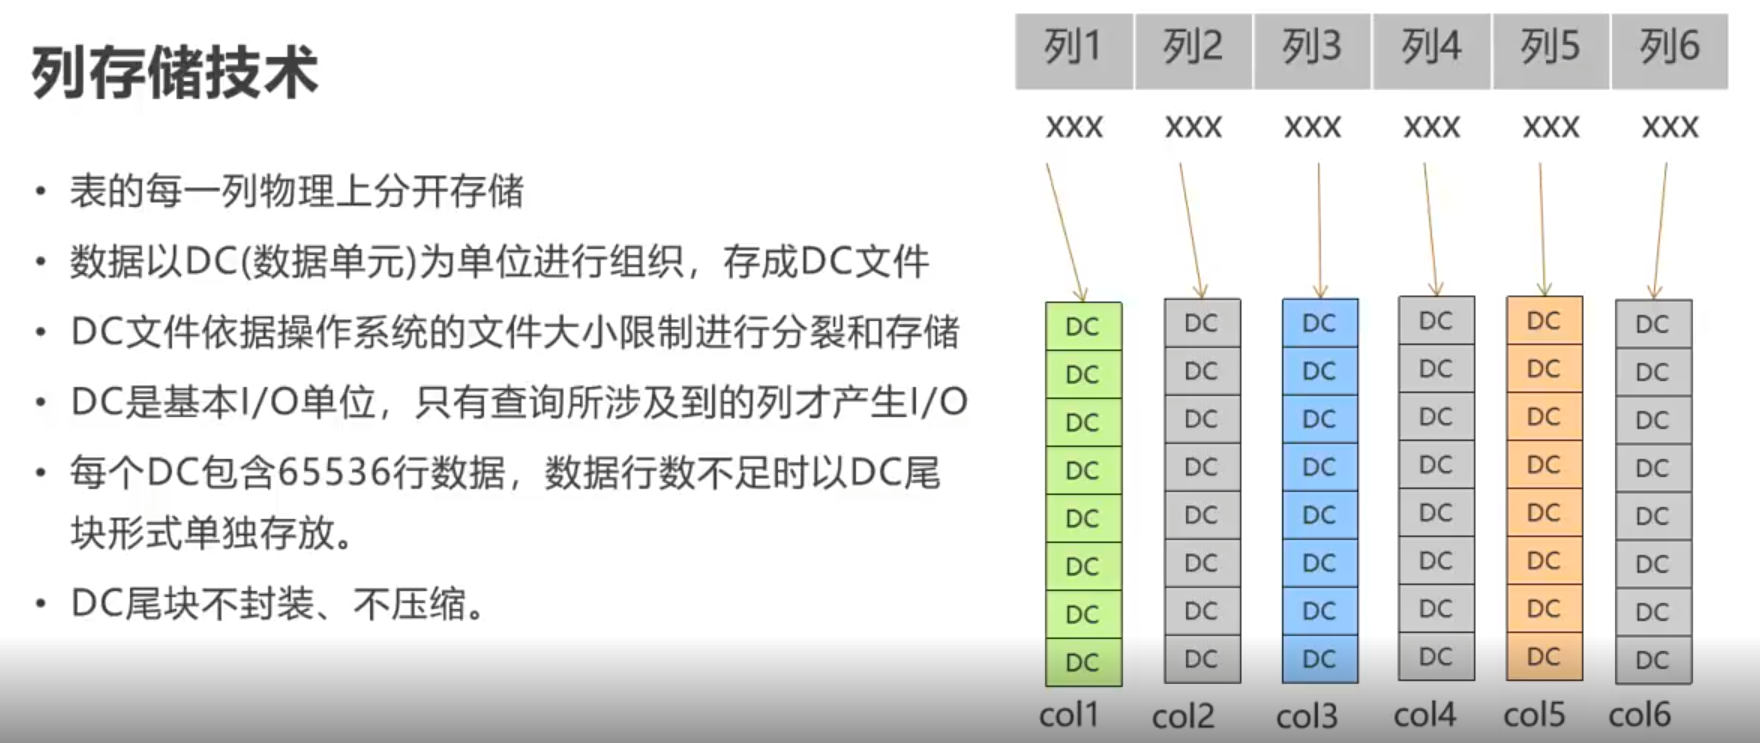 列存储技术
• 表的每一列物理上分开存储
• 数据以DC(数据单元)为单位进行组织，存成DC文件
• DC文件依据操作系统的文件大小限制进行分裂和存储
• DC是基本I/O单位，只有查询所涉及到的列才产生I/O
• 每个DC包含65536行数据，数据行数不足时以DC尾
块形式单独存放。
• DC尾块不封装、不压缩。
列1 列2 列3 列4 列5 列6
xxx xxx xxx xxx xxx xxx
DC DC DC DC DC DC
DC DC DC DC DC DC
DC DC DC DC DC DC
DC DC DC DC DC DC
DC DC DC DC DC DC
DC DC DC DC DC DC
DC DC DC DC DC DC
DC DC DC DC DC DC
col1 col2 col3 col4 col5 col6